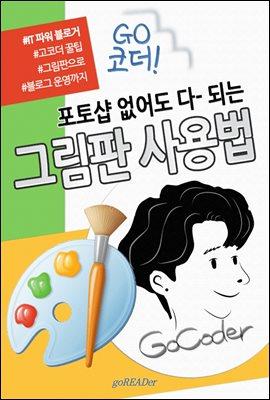 #IT 파워 블로거
#고코더 꿀팁
#그림판으로
#블로그 운영까지
GO
코더!
포토샵 없어도 다- 되는
그림판 사용법
GoCoder
goREADer